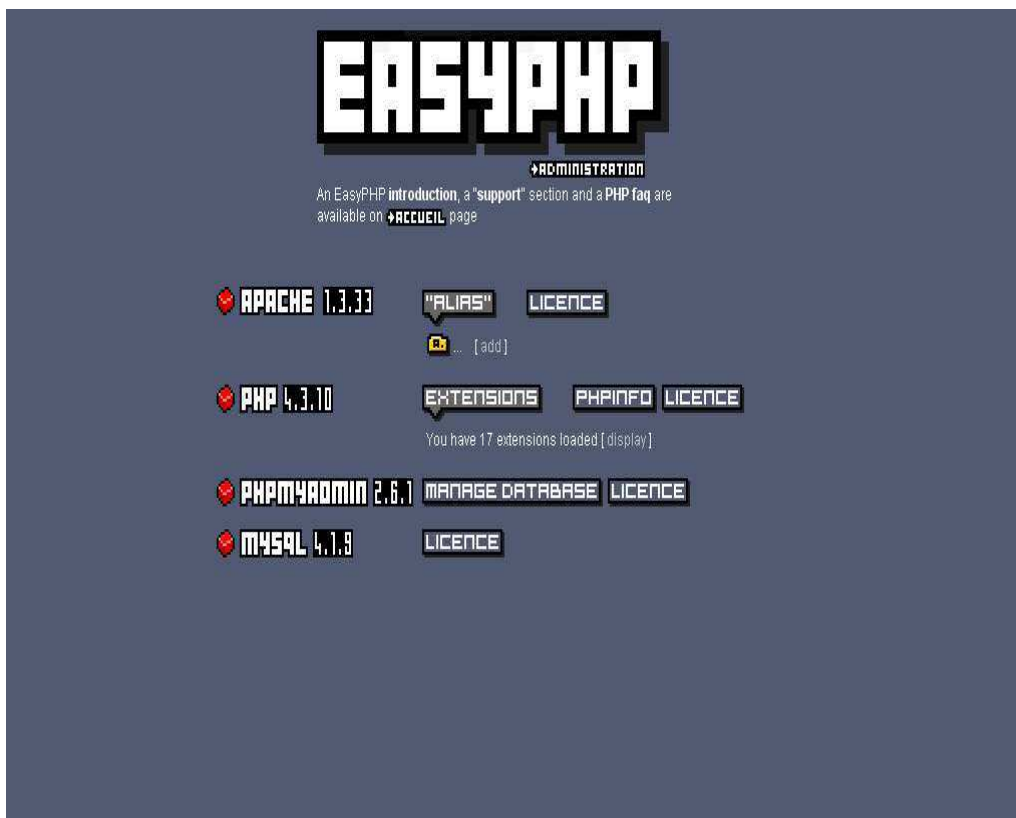 EASYPHP
ADMINISTRATION
An EasyPHP introduction, a "support" section and a PHP faq are
available on ACCUEIL page
APACHE 1.3.33 "ALIAS" LICENCE
a. ... [ add ]
PHP 4.3.10 EXTENSIONS PHPINFO LICENCE
You have 17 extensions loaded [ display ]
PHPMYADMIN 2.6.1 MANAGE DATABASE LICENCE
MYSQL 4.1.9 LICENCE